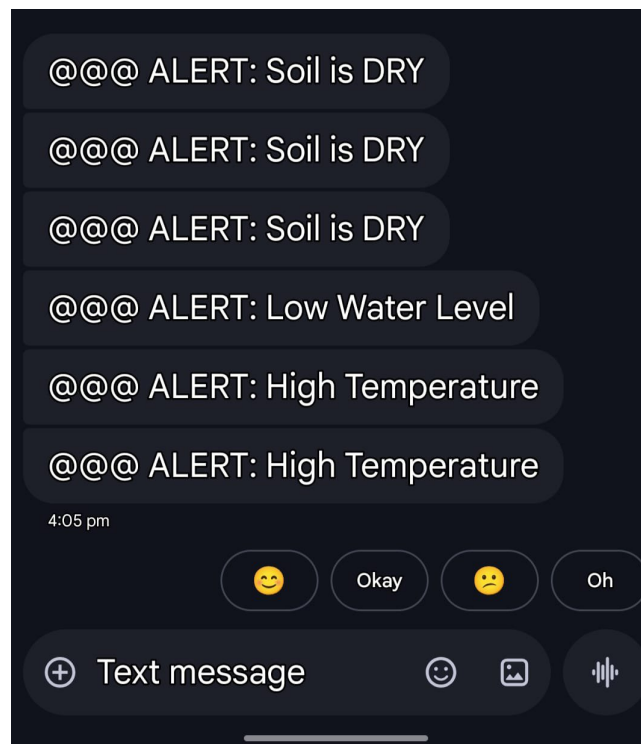 @@@ ALERT: Soil is DRY
@@@ ALERT: Soil is DRY
@@@ ALERT: Soil is DRY
@@@ ALERT: Low Water Level
@@@ ALERT: High Temperature
@@@ ALERT: High Temperature
4:05 pm
😊 Okay 😕 Oh
Text message